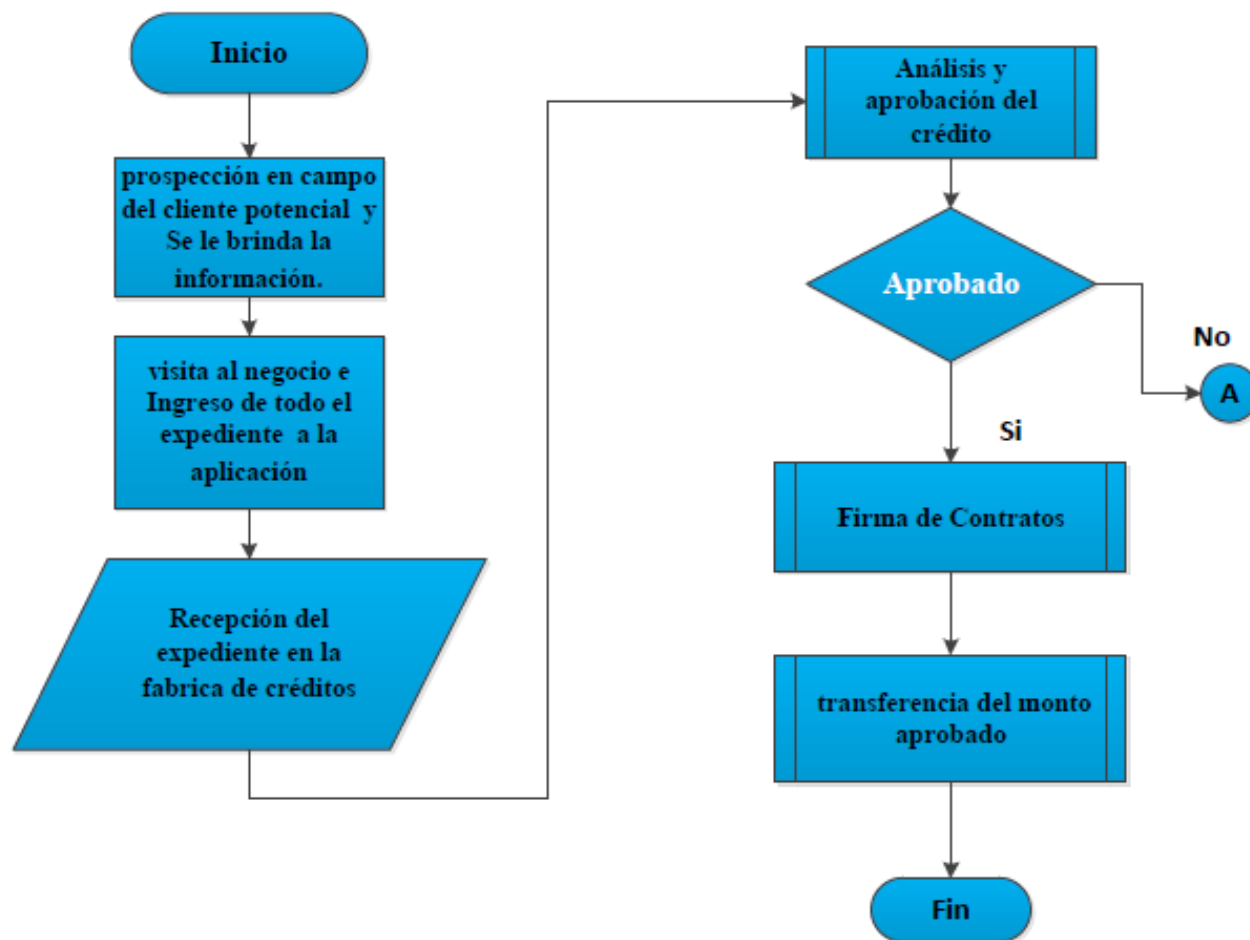 Inicio
prospección en campo
del cliente potencial y
Se le brinda la
información.
visita al negocio e
Ingreso de todo el
expediente a la
aplicación
Recepción del
expediente en la
fabrica de créditos
Análisis y
aprobación del
crédito
Aprobado
No
A
Si
Firma de Contratos
transferencia del monto
aprobado
Fin